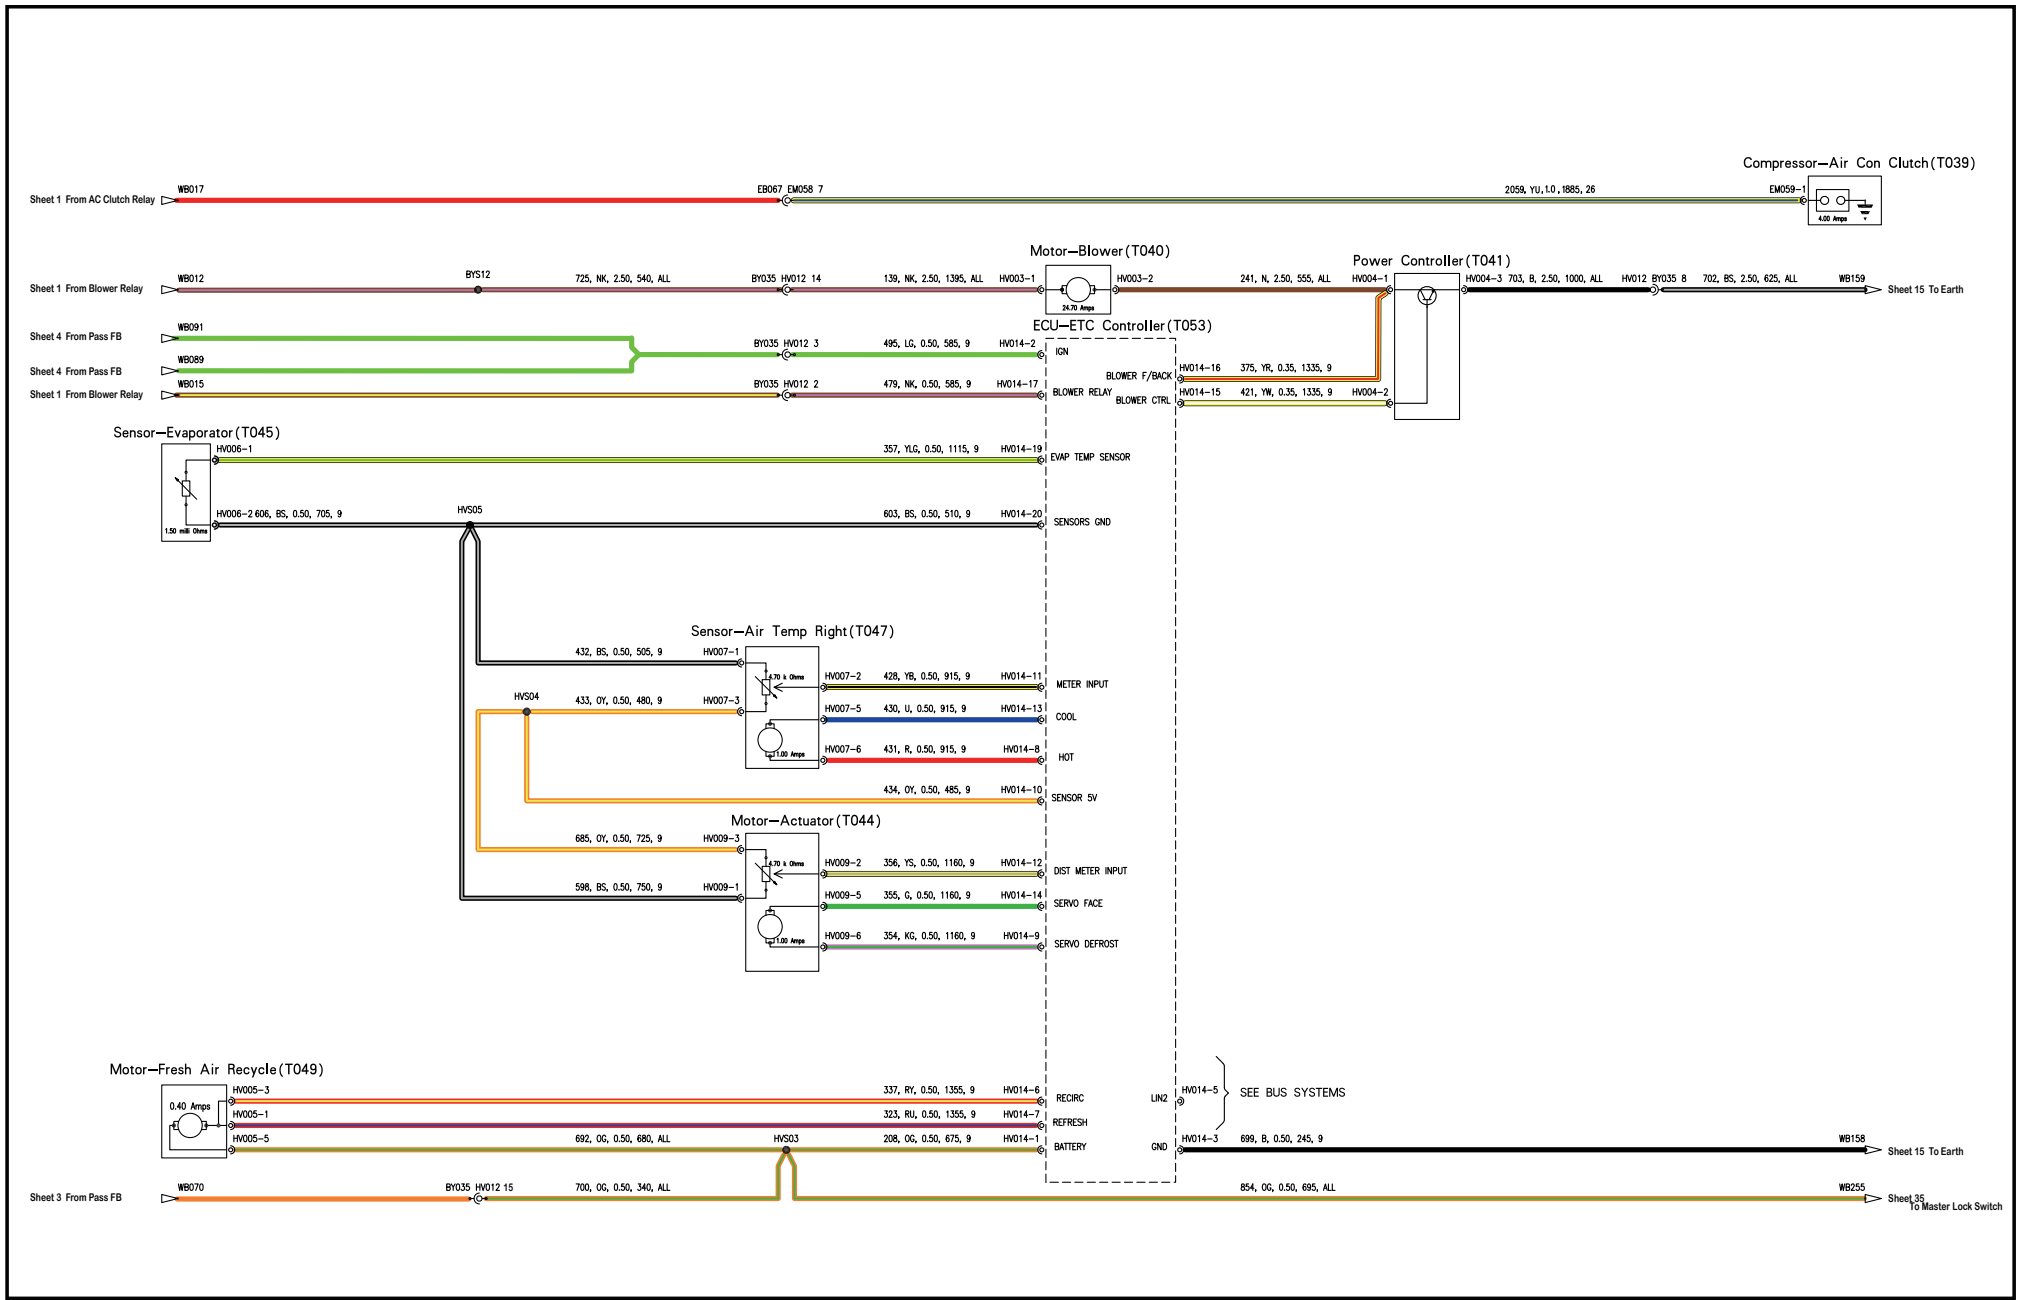 Compressor–Air Con Clutch(T039)
Sheet 1 From AC Clutch Relay
WB017
EB067 EM058 7
2059, YU,1.0 ,1885, 26
EM059-1
4.00 Amps
Motor–Blower(T040)
Power Controller(T041)
Sheet 1 From Blower Relay
WB012
BYS12
725, NK, 2.50, 540, ALL
BY035 HV012 14
139, NK, 2.50, 1395, ALL
HV003-1
24.70 Amps
HV003-2
241, N, 2.50, 555, ALL
HV004-1
HV004-3 703, B, 2.50, 1000, ALL
HV012 BY035 8
702, BS, 2.50, 625, ALL
WB159
Sheet 15 To Earth
ECU–ETC Controller(T053)
Sheet 4 From Pass FB
WB091
BY035 HV012 3
495, LG, 0.50, 585, 9
HV014-2
IGN
Sheet 4 From Pass FB
WB089
BLOWER F/BACK
HV014-16
375, YR, 0.35, 1335, 9
Sheet 1 From Blower Relay
WB015
BY035 HV012 2
479, NK, 0.50, 585, 9
HV014-17
BLOWER RELAY
BLOWER CTRL
HV014-15
421, YW, 0.35, 1335, 9
HV004-2
Sensor–Evaporator(T045)
HV006-1
357, YLG, 0.50, 1115, 9
HV014-19
EVAP TEMP SENSOR
1.50 milli Ohms
HV006-2 606, BS, 0.50, 705, 9
HVS05
603, BS, 0.50, 510, 9
HV014-20
SENSORS GND
Sensor–Air Temp Right(T047)
432, BS, 0.50, 505, 9
HV007-1
4.70 k Ohms
HV007-2
428, YB, 0.50, 915, 9
HV014-11
METER INPUT
HVS04
433, OY, 0.50, 480, 9
HV007-3
HV007-5
430, U, 0.50, 915, 9
HV014-13
COOL
1.00 Amps
HV007-6
431, R, 0.50, 915, 9
HV014-8
HOT
434, OY, 0.50, 485, 9
HV014-10
SENSOR 5V
Motor–Actuator(T044)
685, OY, 0.50, 725, 9
HV009-3
4.70 k Ohms
HV009-2
356, YS, 0.50, 1160, 9
HV014-12
DIST METER INPUT
598, BS, 0.50, 750, 9
HV009-1
HV009-5
355, G, 0.50, 1160, 9
HV014-14
SERVO FACE
1.00 Amps
HV009-6
354, KG, 0.50, 1160, 9
HV014-9
SERVO DEFROST
Motor–Fresh Air Recycle(T049)
0.40 Amps
HV005-3
337, RY, 0.50, 1355, 9
HV014-6
RECIRC
LIN2
HV014-5
SEE BUS SYSTEMS
HV005-1
323, RU, 0.50, 1355, 9
HV014-7
REFRESH
HV005-5
692, OG, 0.50, 680, ALL
HVS03
208, OG, 0.50, 675, 9
HV014-1
BATTERY
GND
HV014-3
699, B, 0.50, 245, 9
WB158
Sheet 15 To Earth
Sheet 3 From Pass FB
WB070
BY035 HV012 15
700, OG, 0.50, 340, ALL
854, OG, 0.50, 695, ALL
WB255
Sheet 35
To Master Lock Switch